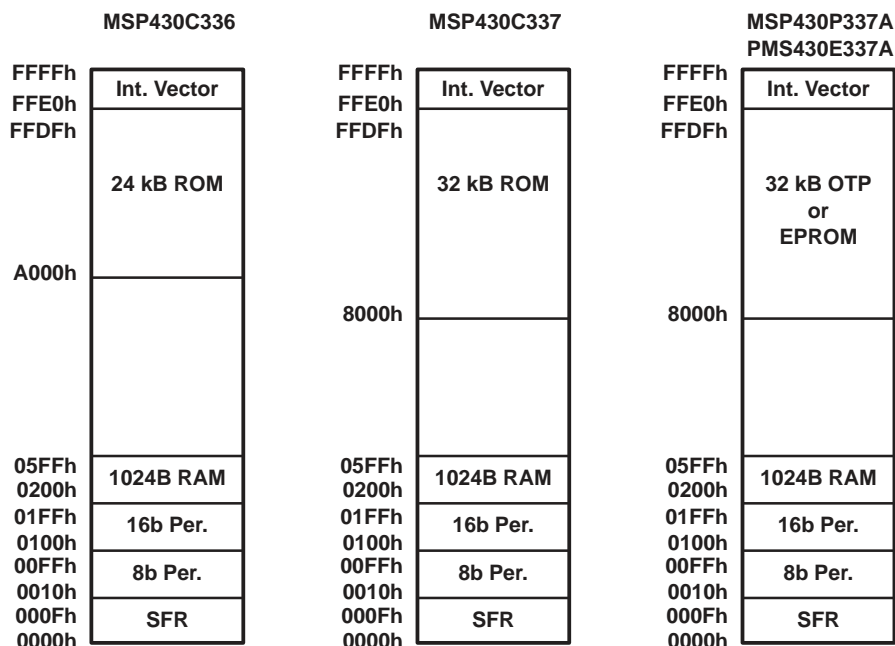 MSP430C336
FFFFh
Int. Vector
FFE0h
FFDFh
24 kB ROM
A000h
05FFh
1024B RAM
0200h
01FFh
16b Per.
0100h
00FFh
8b Per.
0010h
000Fh
SFR
0000h
MSP430C337
FFFFh
Int. Vector
FFE0h
FFDFh
32 kB ROM
8000h
05FFh
1024B RAM
0200h
01FFh
16b Per.
0100h
00FFh
8b Per.
0010h
000Fh
SFR
0000h
MSP430P337A
PMS430E337A
FFFFh
Int. Vector
FFE0h
FFDFh
32 kB OTP
or
EPROM
8000h
05FFh
1024B RAM
0200h
01FFh
16b Per.
0100h
00FFh
8b Per.
0010h
000Fh
SFR
0000h